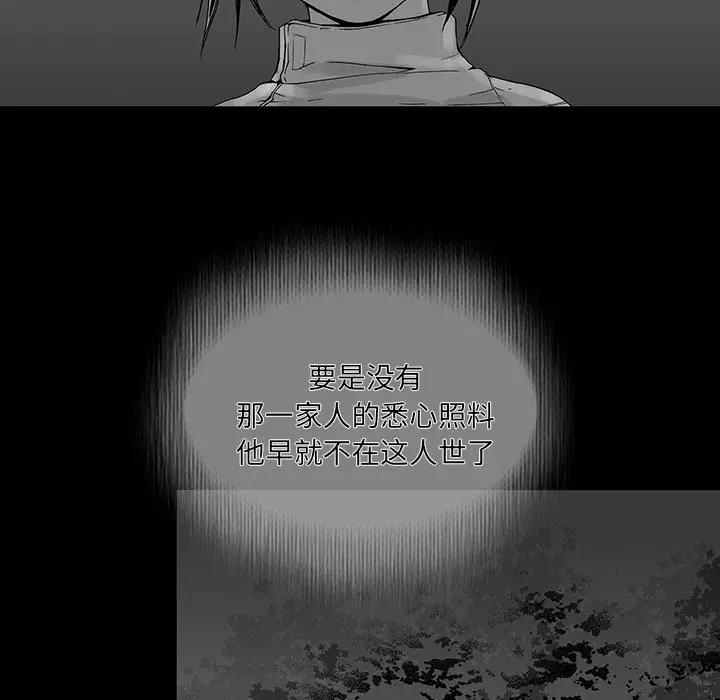 要是没有
那一家人的悉心照料
他早就不在这人世了